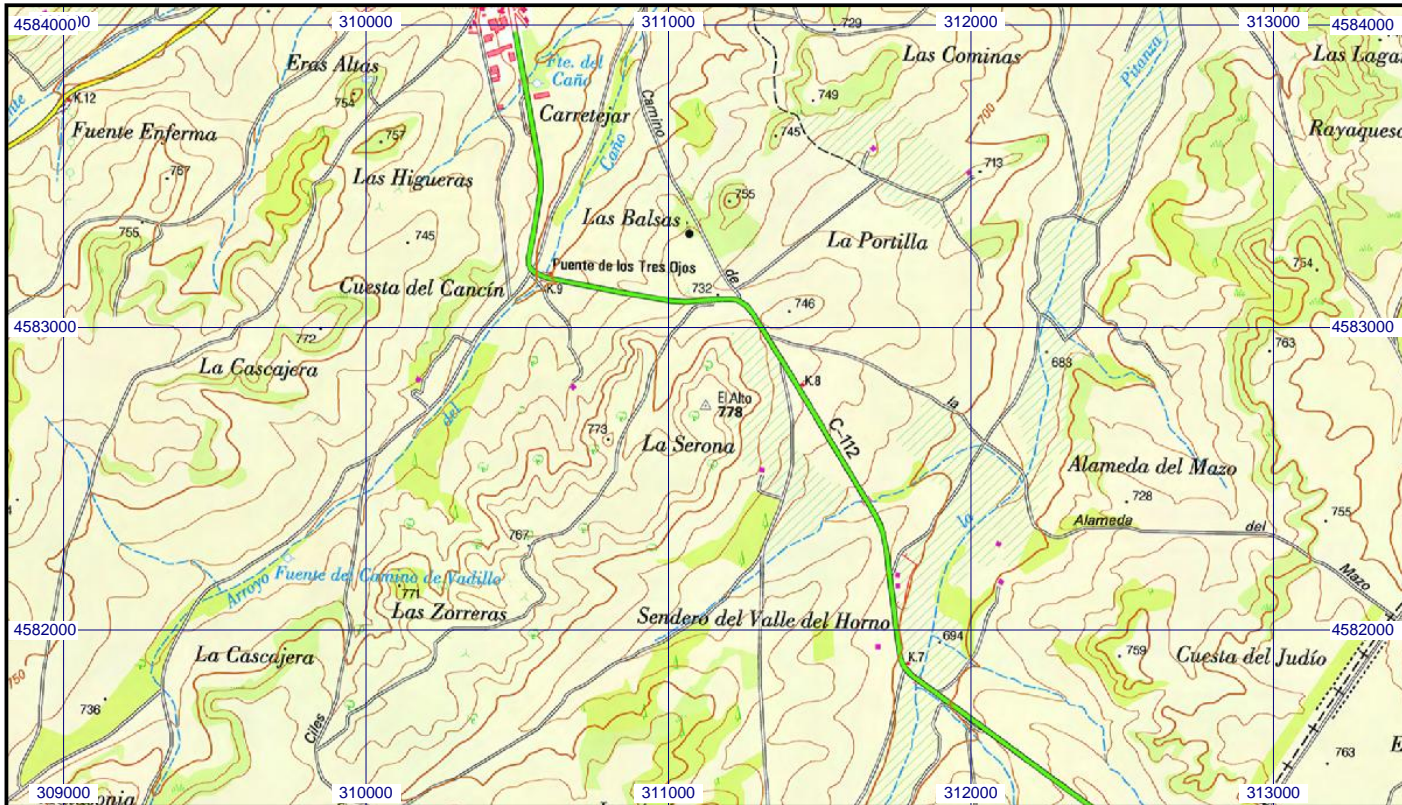 4584000
310000
311000
312000
313000
4584000
729
Eras Altas
Fte. del
Caño
Las Cominas
Pitanza
K.12
754
749
Camino
700
Fuente Enferma
757
Carretejar
745
Caño
713
Las Higueras
755
Las Balsas
755
745
La Portilla
754
Puente de los Tres Ojos
de
Cuesta del Cancín
K.9
732
746
4583000
4583000
772
763
La Cascajera
683
K.8
El Alto
778
la
del
C-112
773
La Serona
Alameda del Mazo
728
755
la
Alameda
del
767
Arroyo
Fuente del Camino de Vadillo
Mazo
771
Las Zorreras
Sendero del Valle del Horno
4582000
4582000
694
La Cascajera
K.7
759
Cuesta del Judío
750
736
Ciles
763
309000
310000
311000
312000
313000